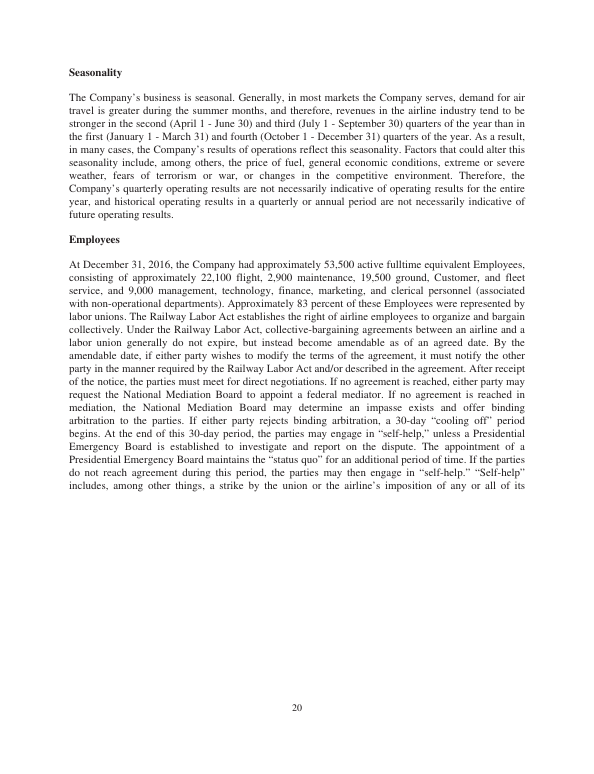 Seasonality
The Company’s business is seasonal. Generally, in most markets the Company serves, demand for air
travel is greater during the summer months, and therefore, revenues in the airline industry tend to be
stronger in the second (April 1 - June 30) and third (July 1 - September 30) quarters of the year than in
the first (January 1 - March 31) and fourth (October 1 - December 31) quarters of the year. As a result,
in many cases, the Company’s results of operations reflect this seasonality. Factors that could alter this
seasonality include, among others, the price of fuel, general economic conditions, extreme or severe
weather, fears of terrorism or war, or changes in the competitive environment. Therefore, the
Company’s quarterly operating results are not necessarily indicative of operating results for the entire
year, and historical operating results in a quarterly or annual period are not necessarily indicative of
future operating results.
Employees
At December 31, 2016, the Company had approximately 53,500 active fulltime equivalent Employees,
consisting of approximately 22,100 flight, 2,900 maintenance, 19,500 ground, Customer, and fleet
service, and 9,000 management, technology, finance, marketing, and clerical personnel (associated
with non-operational departments). Approximately 83 percent of these Employees were represented by
labor unions. The Railway Labor Act establishes the right of airline employees to organize and bargain
collectively. Under the Railway Labor Act, collective-bargaining agreements between an airline and a
labor union generally do not expire, but instead become amendable as of an agreed date. By the
amendable date, if either party wishes to modify the terms of the agreement, it must notify the other
party in the manner required by the Railway Labor Act and/or described in the agreement. After receipt
of the notice, the parties must meet for direct negotiations. If no agreement is reached, either party may
request the National Mediation Board to appoint a federal mediator. If no agreement is reached in
mediation, the National Mediation Board may determine an impasse exists and offer binding
arbitration to the parties. If either party rejects binding arbitration, a 30-day “cooling off” period
begins. At the end of this 30-day period, the parties may engage in “self-help,” unless a Presidential
Emergency Board is established to investigate and report on the dispute. The appointment of a
Presidential Emergency Board maintains the “status quo” for an additional period of time. If the parties
do not reach agreement during this period, the parties may then engage in “self-help.” “Self-help”
includes, among other things, a strike by the union or the airline’s imposition of any or all of its
20